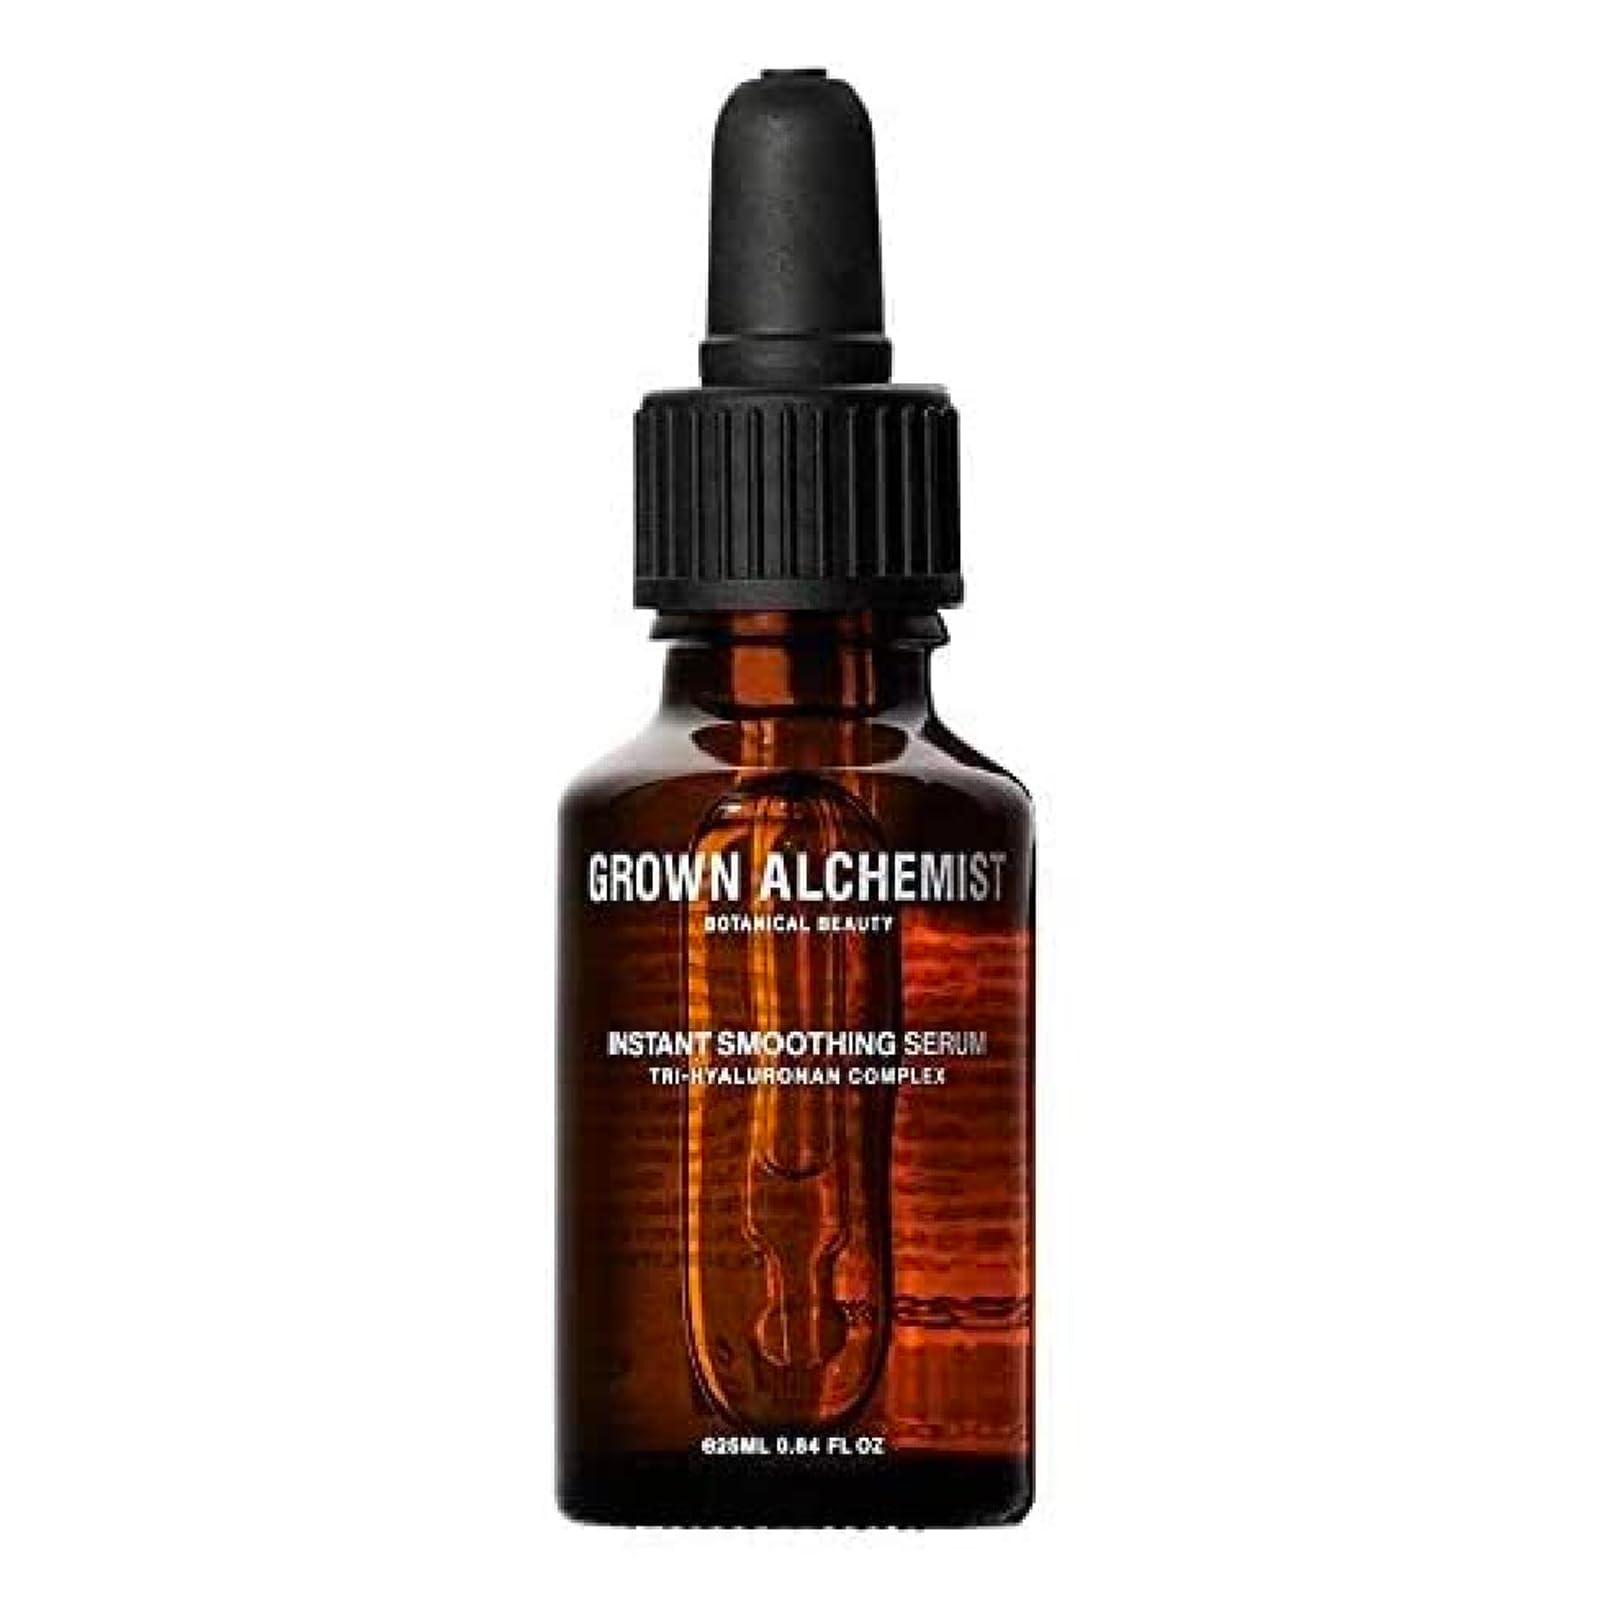 GROWN ALCHEMIST
BOTANICAL BEAUTY
INSTANT SMOOTHING SERUM
TRI-HYALURONAN COMPLEX
℮25ML 0.84 FL OZ